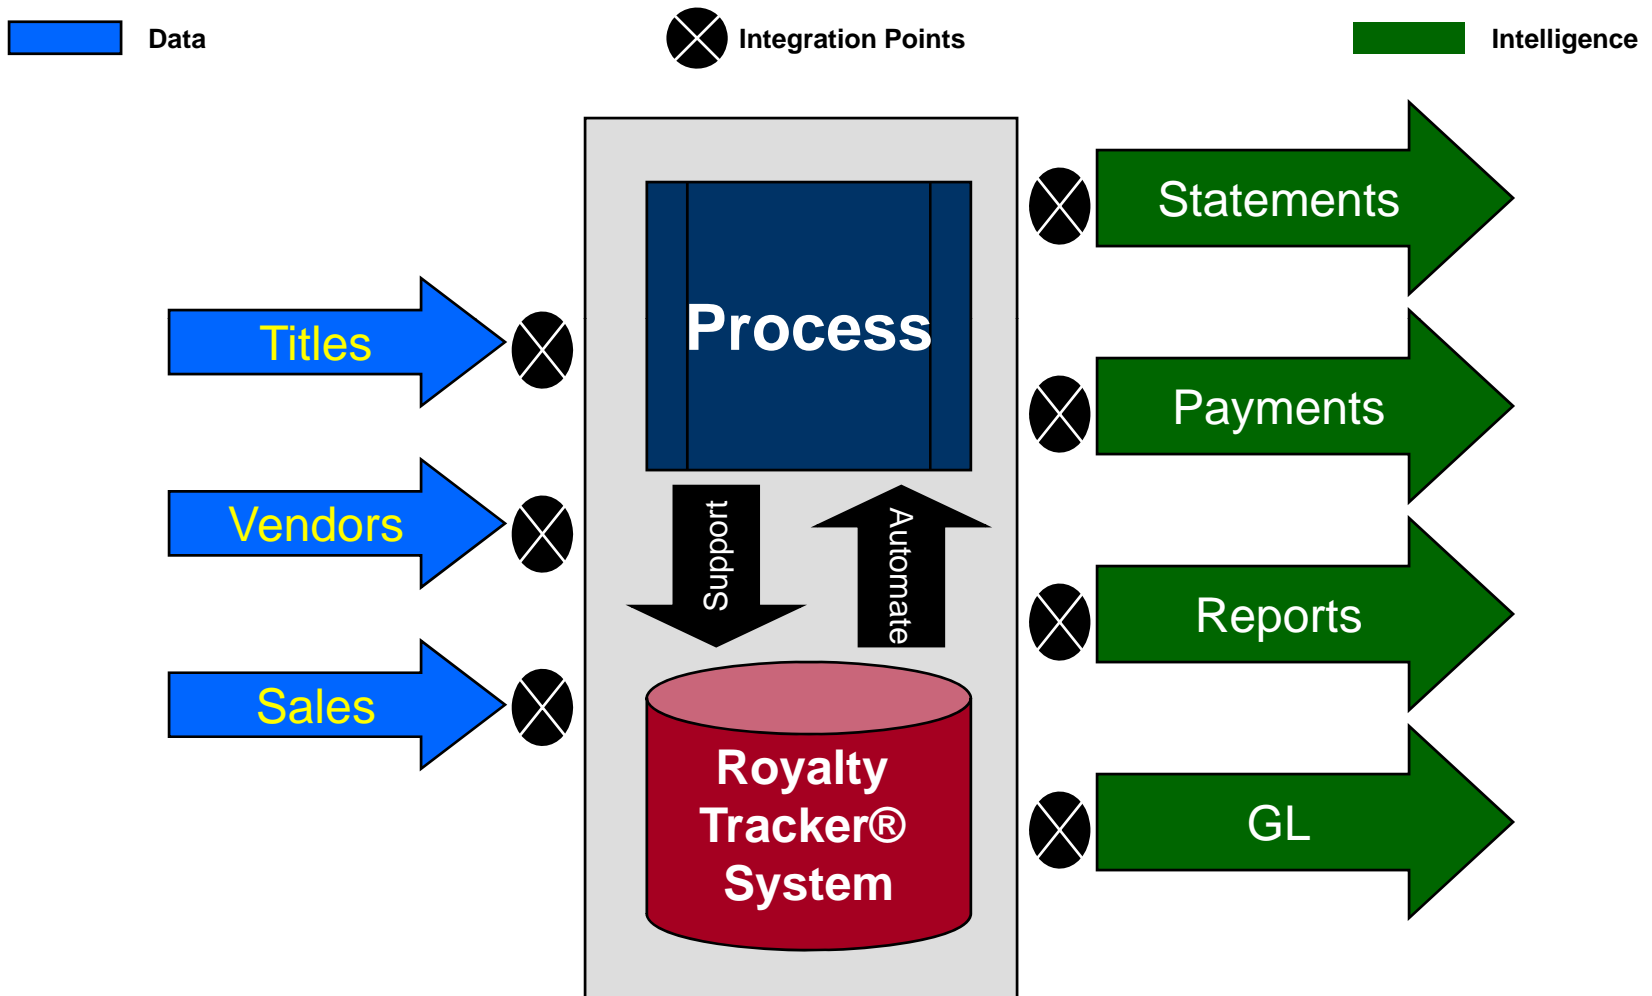 Data
Integration Points
Intelligence
Titles
Vendors
Sales
Process
Support
Automate
Royalty
Tracker®
System
Statements
Payments
Reports
GL